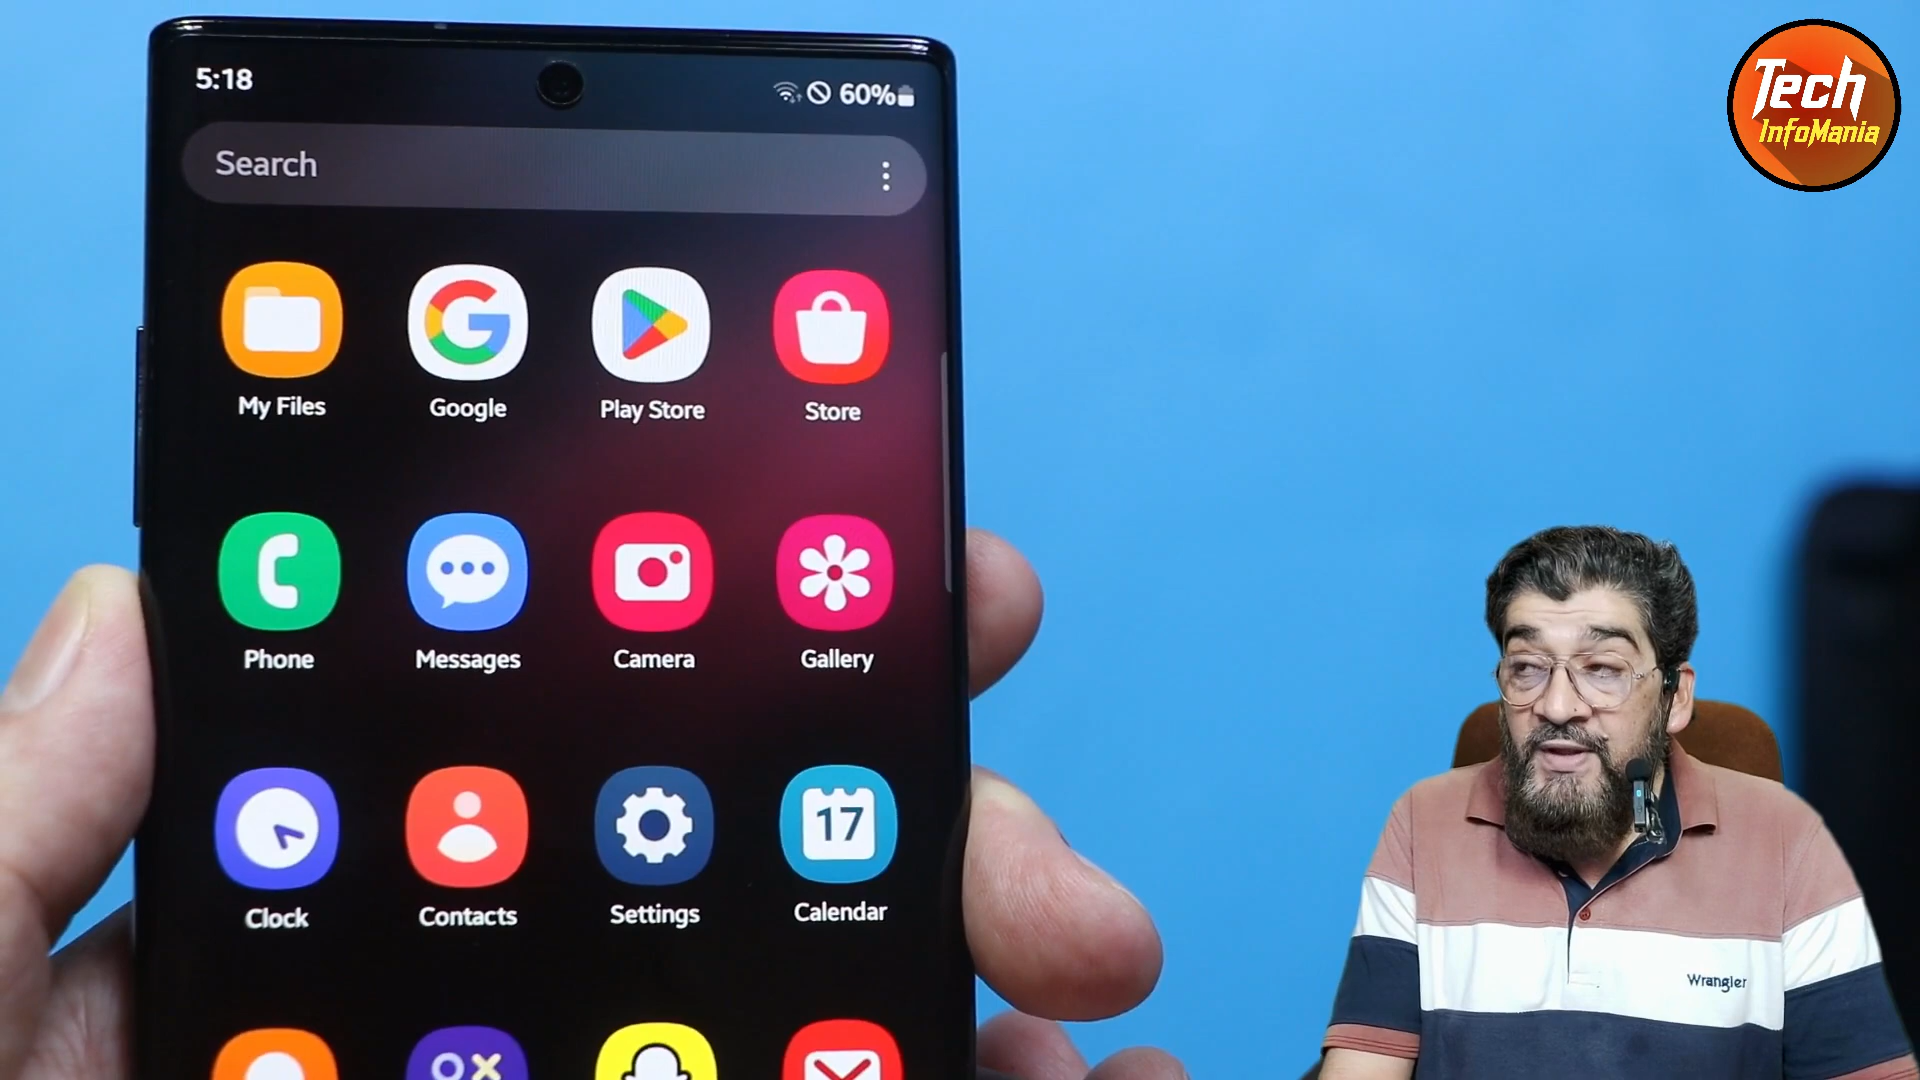 5:18
60%
Search
Tech
InfoMania
My Files
Google
Play Store
Store
Phone
Messages
Camera
Gallery
17
Clock
Contacts
Settings
Calendar
Wrangler